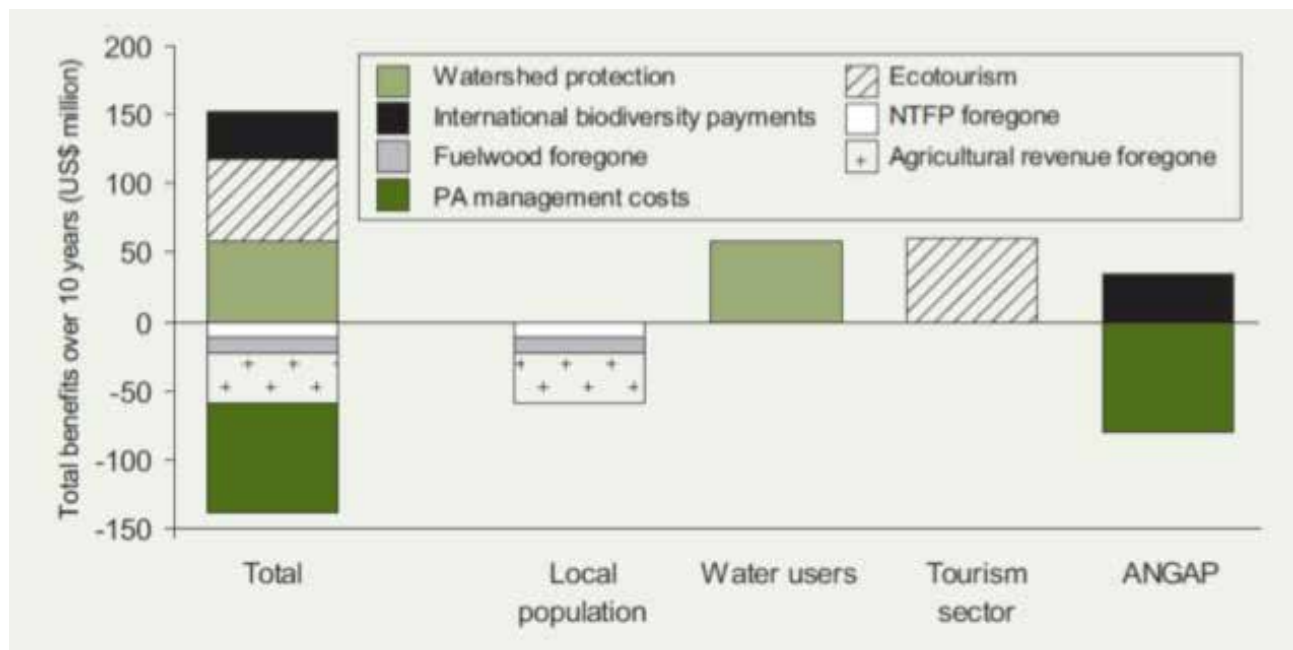 Total benefits over 10 years (US$ million)
200
150
100
50
0
-50
-100
-150
Watershed protection
International biodiversity payments
Fuelwood foregone
PA management costs
Ecotourism
NTFP foregone
+ Agricultural revenue foregone
Total
Local
population
Water users
Tourism
sector
ANGAP